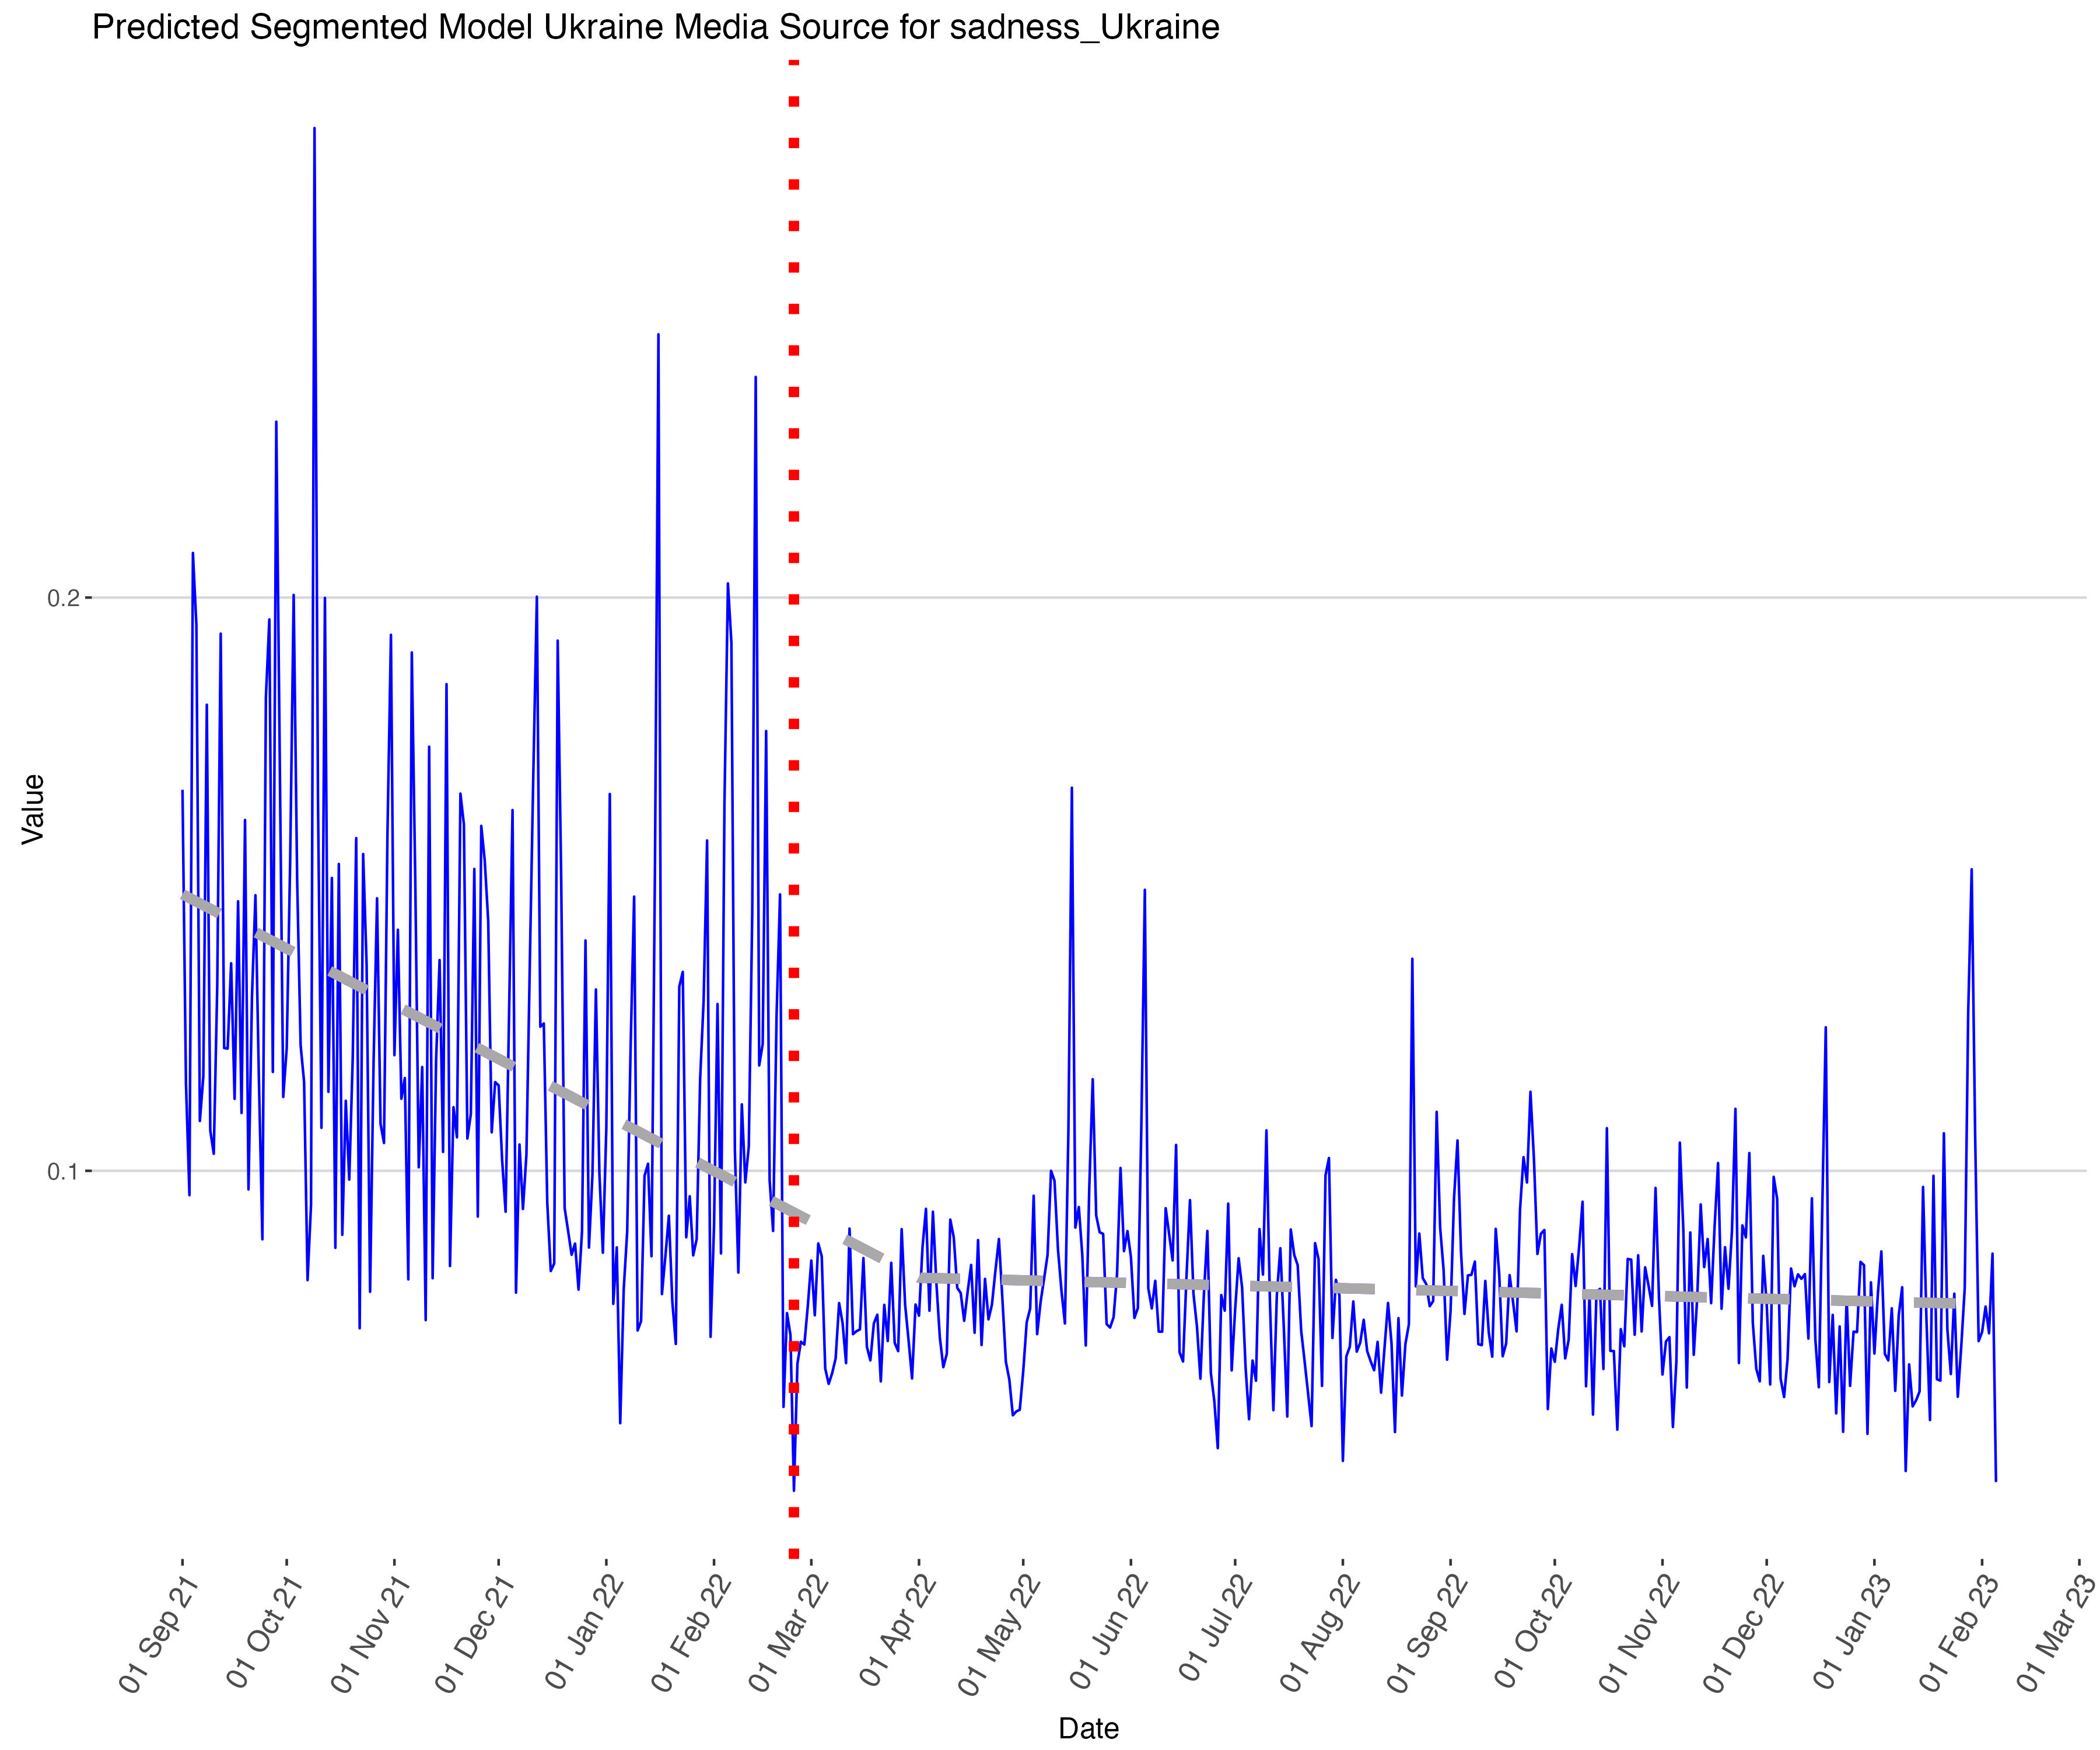 Predicted Segmented Model Ukraine Media Source for sadness_Ukraine
Value
0.2
0.1
01 Sep 21
01 Oct 21
01 Nov 21
01 Dec 21
01 Jan 22
01 Feb 22
01 Mar 22
01 Apr 22
01 May 22
01 Jun 22
01 Jul 22
01 Aug 22
01 Sep 22
01 Oct 22
01 Nov 22
01 Dec 22
01 Jan 23
01 Feb 23
01 Mar 23
Date